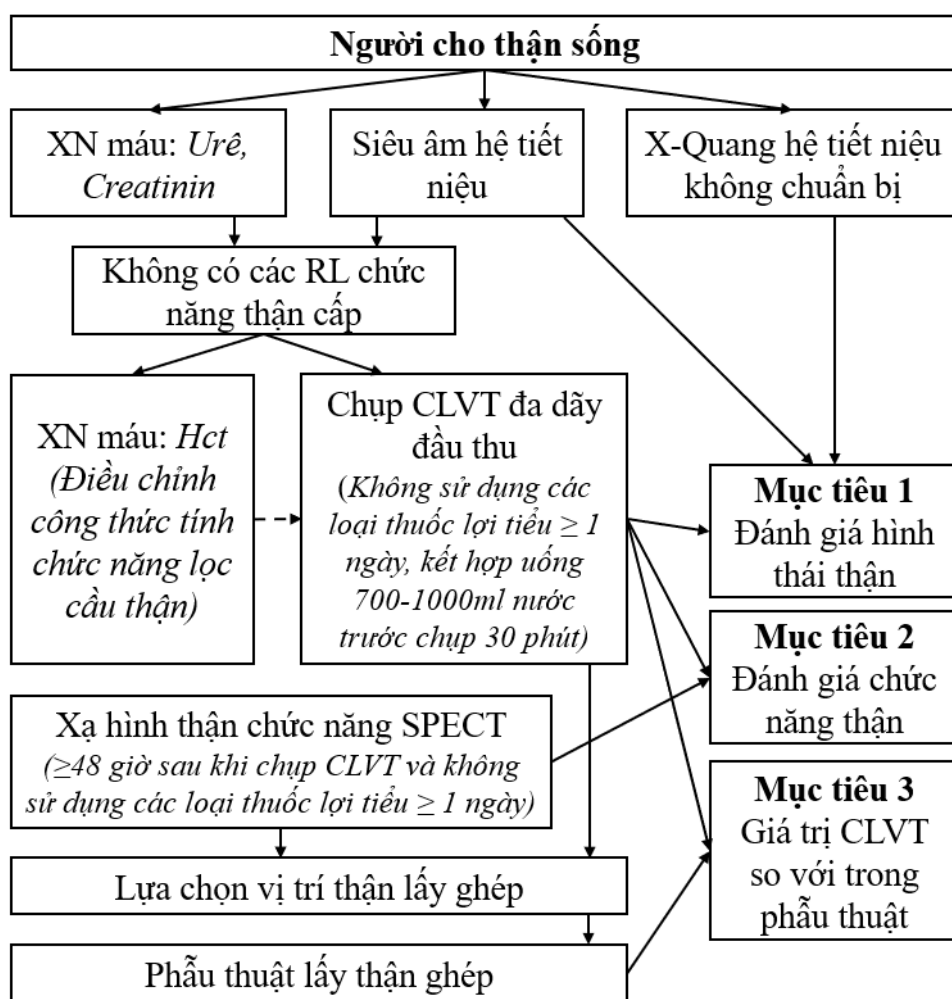 Người cho thận sống
XN máu: Urê,
Creatinin
Siêu âm hệ tiết
niệu
X-Quang hệ tiết niệu
không chuẩn bị
Không có các RL chức
năng thận cấp
XN máu: Hct
(Điều chỉnh
công thức tính
chức năng lọc
cầu thận)
Chụp CLVT đa dãy
đầu thu
(Không sử dụng các
loại thuốc lợi tiểu ≥ 1
ngày, kết hợp uống
700-1000ml nước
trước chụp 30 phút)
Mục tiêu 1
Đánh giá hình
thái thận
Mục tiêu 2
Đánh giá chức
năng thận
Xạ hình thận chức năng SPECT
(≥48 giờ sau khi chụp CLVT và không
sử dụng các loại thuốc lợi tiểu ≥ 1 ngày)
Mục tiêu 3
Giá trị CLVT
so với trong
phẫu thuật
Lựa chọn vị trí thận lấy ghép
Phẫu thuật lấy thận ghép